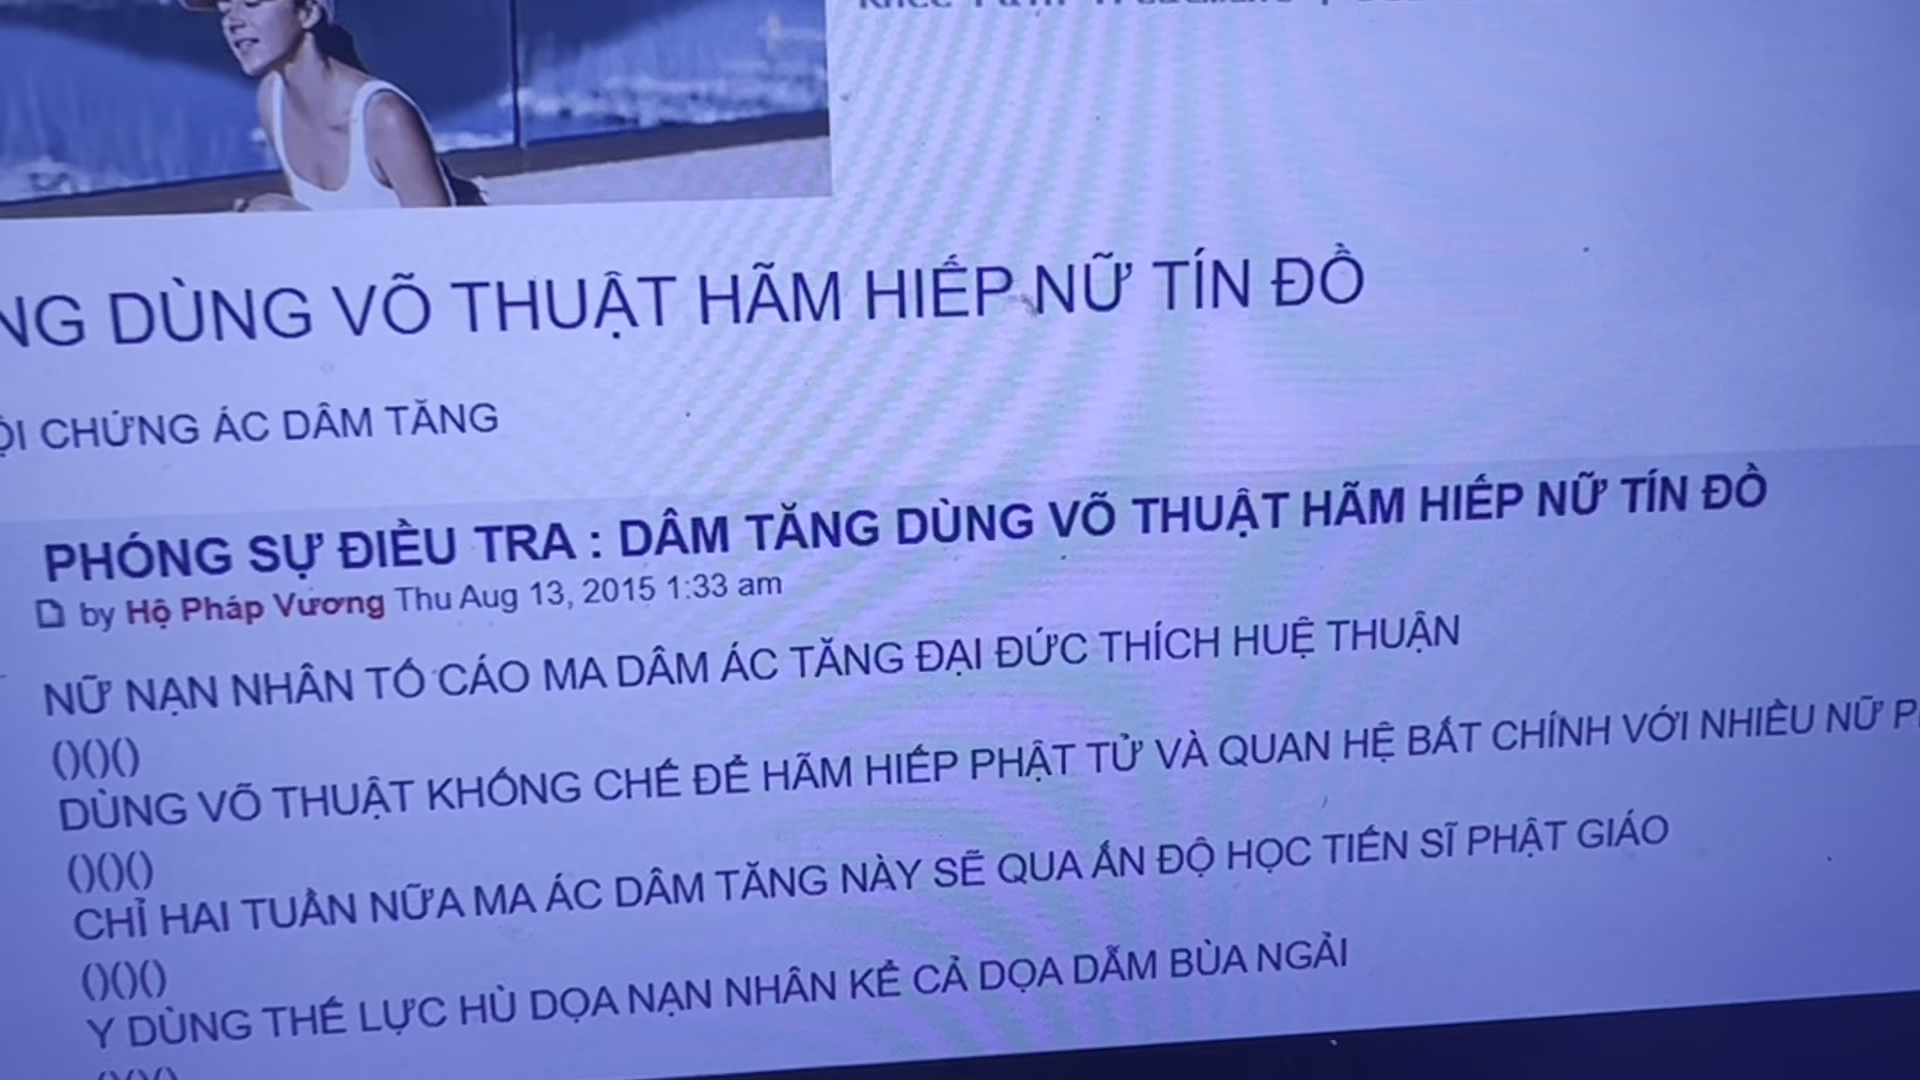 DÙNG VÕ THUẬT HÃM HIẾP NỮ TÍN ĐỒ
CHỨNG ÁC DÂM TĂNG
PHÓNG SỰ ĐIỀU TRA : DÂM TĂNG DÙNG VÕ THUẬT HÃM HIẾP NỮ TÍN ĐỒ
by Hộ Pháp Vương Thu Aug 13, 2015 1:33 am
NỮ NẠN NHÂN TỐ CÁO MA DÂM ÁC TĂNG ĐẠI ĐỨC THÍCH HUỆ THUẬN
()()()
DÙNG VÕ THUẬT KHỐNG CHẾ ĐỂ HÃM HIẾP PHẬT TỬ VÀ QUAN HỆ BẤT CHÍNH VỚI NHIỀU NỮ
()()()
CHỈ HAI TUẦN NỮA MA ÁC DÂM TĂNG NÀY SẼ QUA ẤN ĐỘ HỌC TIẾN SĨ PHẬT GIÁO
()()()
Y DÙNG THẾ LỰC HÙ DỌA NẠN NHÂN KỂ CẢ DỌA DẪM BÙA NGẢI